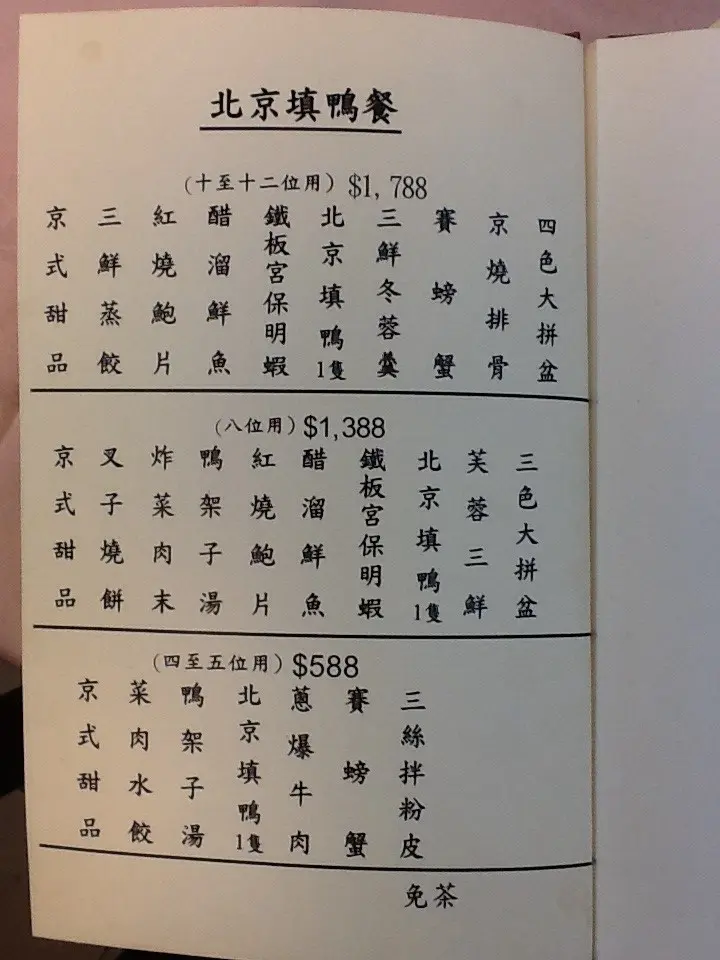 北京填鴨餐
(十至十二位用) $1,788
四色大拼盆
京燒排骨
賽螃蟹
三鮮冬蓉羹
北京填鴨1隻
鐵板宮保明蝦
醋溜鮮魚
紅燒鮑片
三鮮蒸餃
京式甜品
(八位用) $1,388
三色大拼盆
芙蓉三鮮
北京填鴨1隻
鐵板宮保明蝦
醋溜鮮魚
紅燒鮑片
鴨架子湯
炸菜肉末
叉子燒餅
京式甜品
(四至五位用) $588
三絲拌粉皮
賽螃蟹
蔥爆牛肉
北京填鴨1隻
鴨架子湯
菜肉水餃
京式甜品
免茶